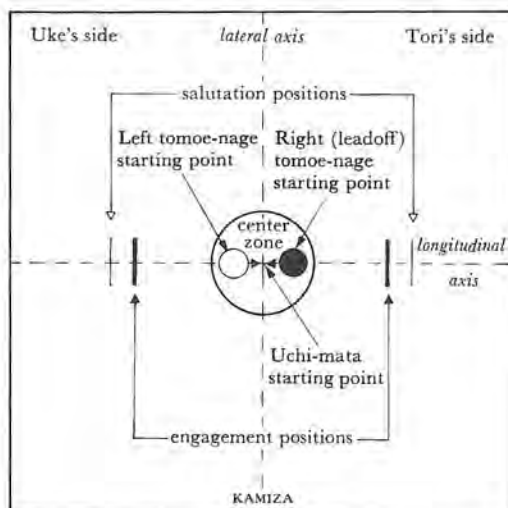 Uke's side
lateral axis
Tori's side
salutation positions
Left tomoe-nage
starting point
Right (leadoff)
tomoe-nage
starting point
center
zone
longitudinal
axis
Uchi-mata
starting point
engagement positions
KAMIZA